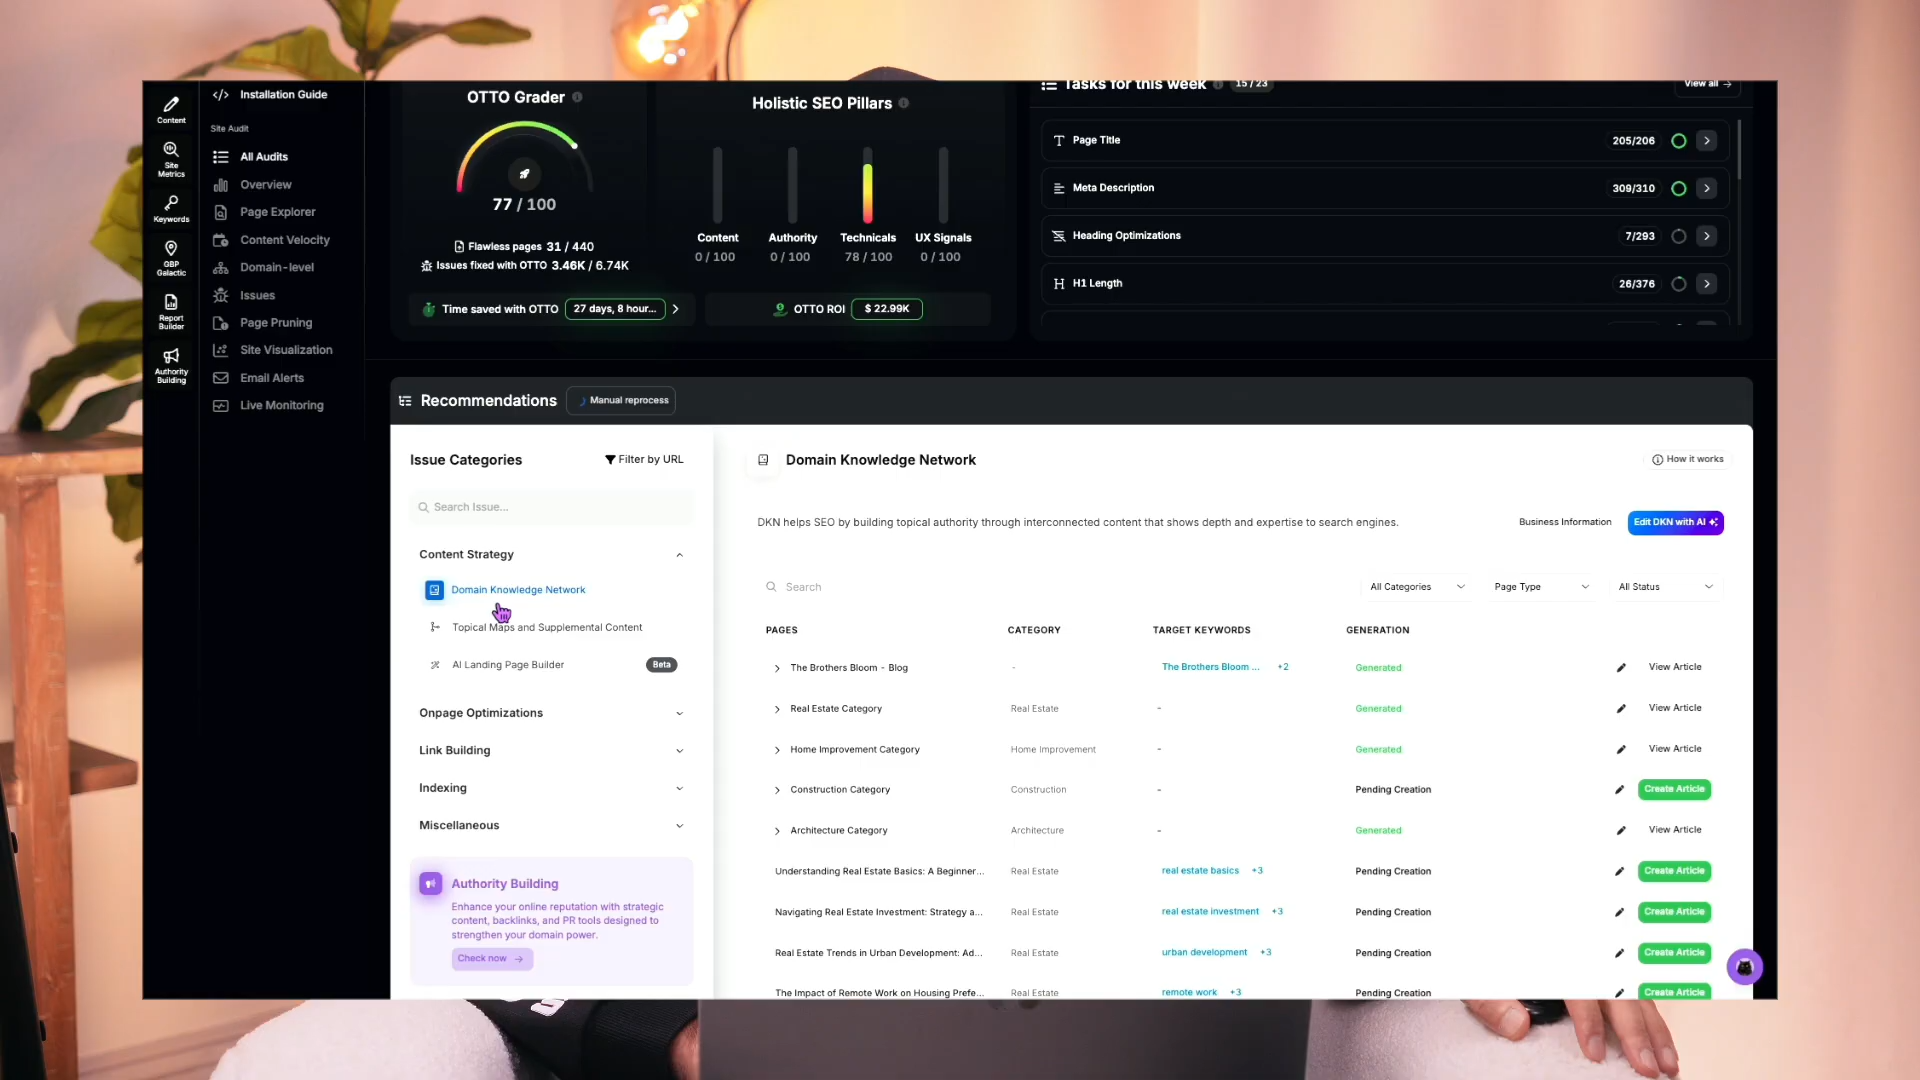 Content
Site
Metrics
Keywords
GBP
Galactic
Report
Builder
Authority
Building
Installation Guide
Site Audit
All Audits
Overview
Page Explorer
Content Velocity
Domain-level
Issues
Page Pruning
Site Visualization
Email Alerts
Live Monitoring
OTTO Grader
77 / 100
Flawless pages 31 / 440
Issues fixed with OTTO 3.46K / 6.74K
Time saved with OTTO 27 days, 8 hour...
Holistic SEO Pillars
Content Authority Technicals UX Signals
0 / 100 0 / 100 78 / 100 0 / 100
OTTO ROI $ 22.99K
Tasks for this week 15 / 23 View all →
Page Title 205/206
Meta Description 309/310
Heading Optimizations 7/293
H1 Length 26/376
Recommendations Manual reprocess
Issue Categories Filter by URL
Search Issue...
Content Strategy
Domain Knowledge Network
Topical Maps and Supplemental Content
AI Landing Page Builder Beta
Onpage Optimizations
Link Building
Indexing
Miscellaneous
Authority Building
Enhance your online reputation with strategic
content, backlinks, and PR tools designed to
strengthen your domain power.
Check now →
Domain Knowledge Network How it works
DKN helps SEO by building topical authority through interconnected content that shows depth and expertise to search engines. Business Information Edit DKN with AI
Search All Categories Page Type All Status
PAGES CATEGORY TARGET KEYWORDS GENERATION
The Brothers Bloom - Blog - The Brothers Bloom ... +2 Generated View Article
Real Estate Category Real Estate - Generated View Article
Home Improvement Category Home Improvement - Generated View Article
Construction Category Construction - Pending Creation Create Article
Architecture Category Architecture - Generated View Article
Understanding Real Estate Basics: A Beginner... Real Estate real estate basics +3 Pending Creation Create Article
Navigating Real Estate Investment: Strategy a... Real Estate real estate investment +3 Pending Creation Create Article
Real Estate Trends in Urban Development: Ad... Real Estate urban development +3 Pending Creation Create Article
The Impact of Remote Work on Housing Prefe... Real Estate remote work +3 Pending Creation Create Article